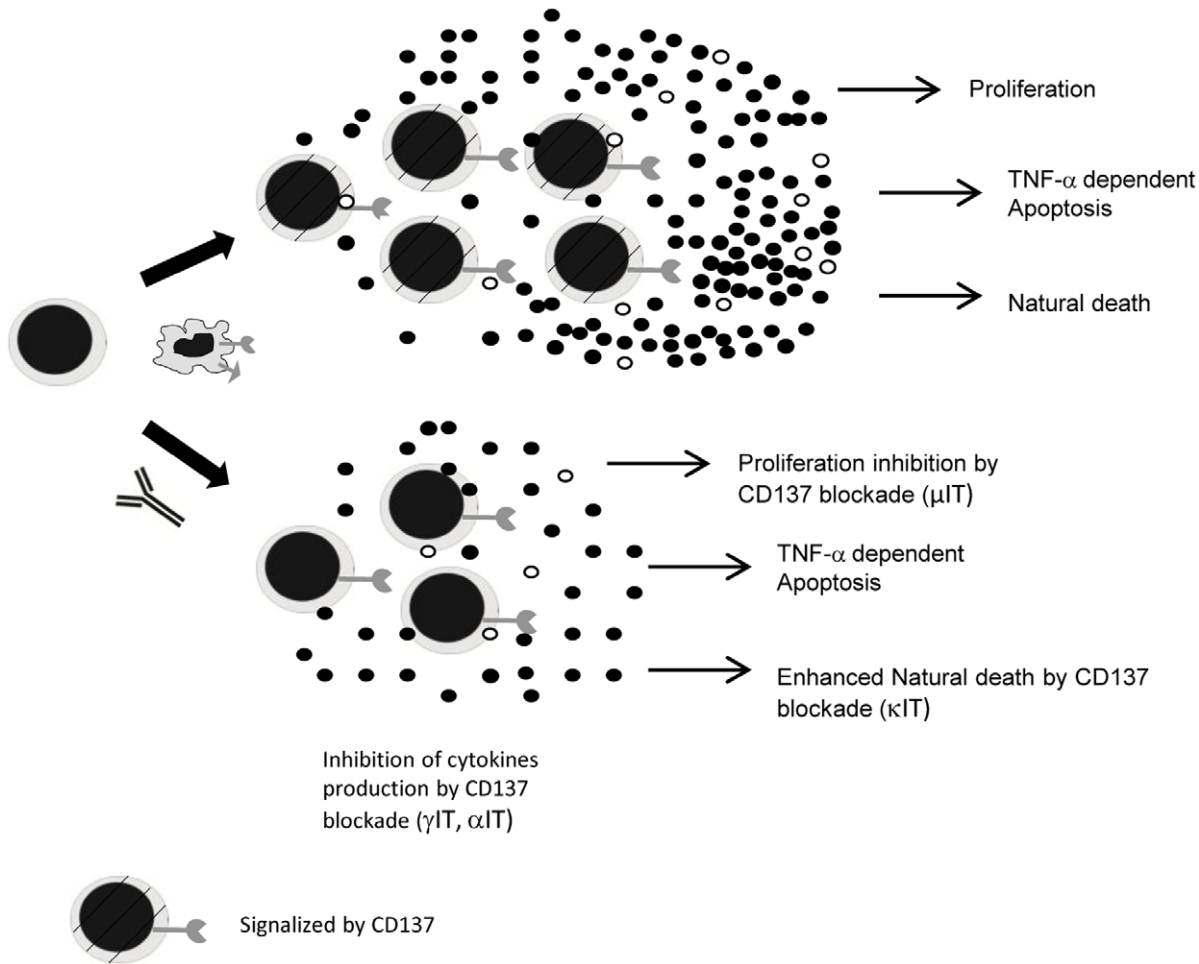 Proliferation
TNF-α dependent
Apoptosis
Natural death
Proliferation inhibition by
CD137 blockade (μIT)
TNF-α dependent
Apoptosis
Enhanced Natural death by CD137
blockade (κIT)
Inhibition of cytokines
production by CD137
blockade (γIT, αIT)
Signalized by CD137